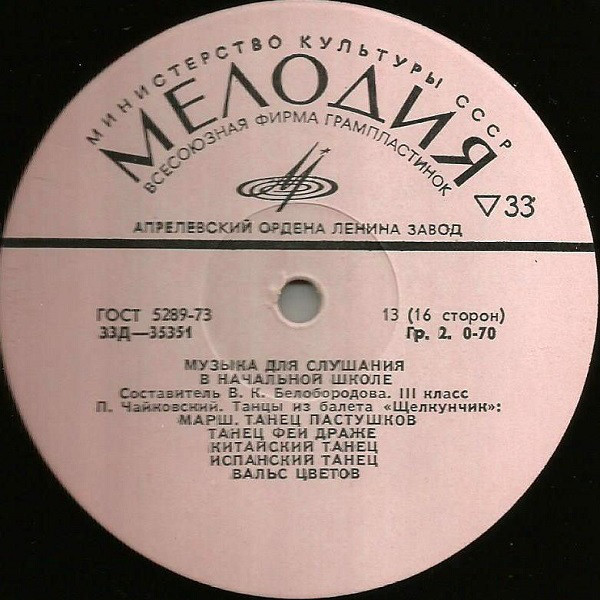 МИНИСТЕРСТВО КУЛЬТУРЫ СССР
МЕЛОДИЯ
ВСЕСОЮЗНАЯ ФИРМА ГРАМПЛАСТИНОК
▽33
АПРЕЛЕВСКИЙ ОРДЕНА ЛЕНИНА ЗАВОД
ГОСТ 5289-73 13 (16 сторон)
33Д—35351 Гр. 2. 0-70
МУЗЫКА ДЛЯ СЛУШАНИЯ
В НАЧАЛЬНОЙ ШКОЛЕ
Составитель В. К. Белобородова. III класс
П. Чайковский. Танцы из балета «Щелкунчик»:
МАРШ. ТАНЕЦ ПАСТУШКОВ
ТАНЕЦ ФЕИ ДРАЖЕ
КИТАЙСКИЙ ТАНЕЦ
ИСПАНСКИЙ ТАНЕЦ
ВАЛЬС ЦВЕТОВ